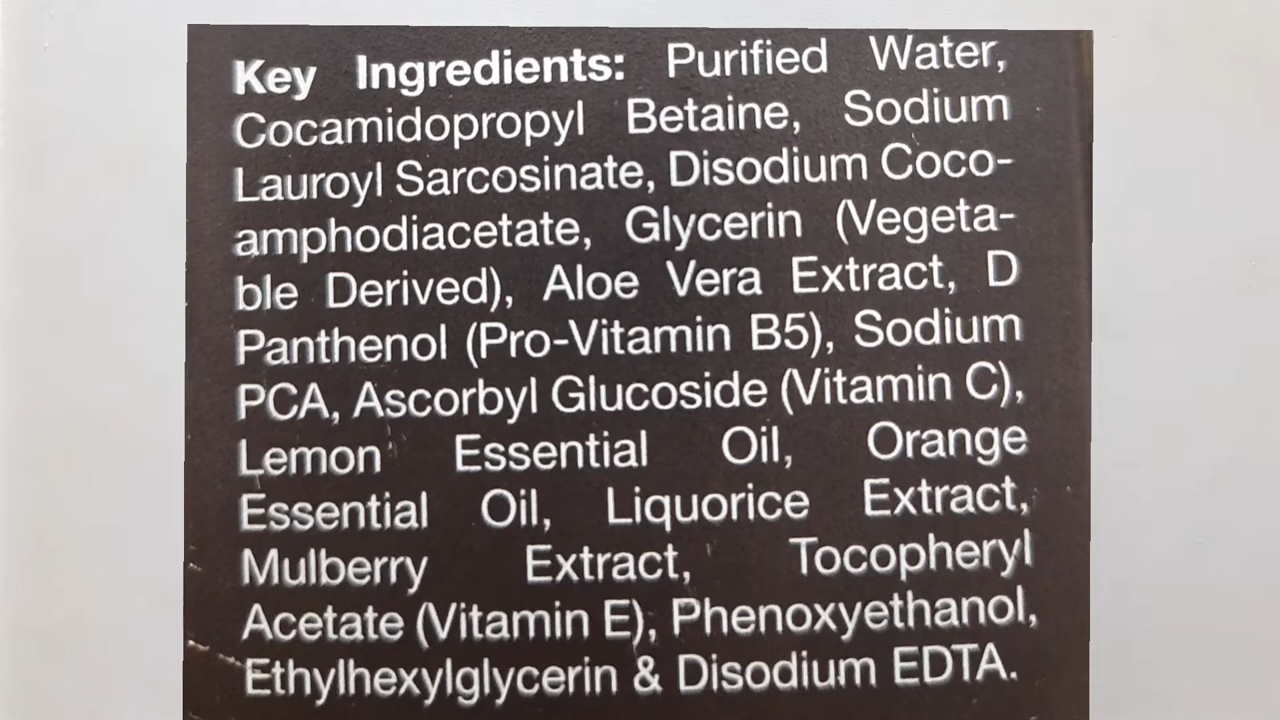 Key Ingredients: Purified Water,
Cocamidopropyl Betaine, Sodium
Lauroyl Sarcosinate, Disodium Coco-
amphodiacetate, Glycerin (Vegeta-
ble Derived), Aloe Vera Extract, D
Panthenol (Pro-Vitamin B5), Sodium
PCA, Ascorbyl Glucoside (Vitamin C),
Lemon Essential Oil, Orange
Essential Oil, Liquorice Extract,
Mulberry Extract, Tocopheryl
Acetate (Vitamin E), Phenoxyethanol,
Ethylhexylglycerin & Disodium EDTA.